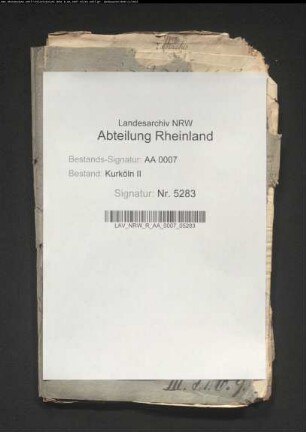 Landesarchiv NRW
Abteilung Rheinland
Bestands-Signatur: AA 0007
Bestand: Kurköln II
Signatur: Nr. 5283
LAV_NRW_R_AA_0007_05283